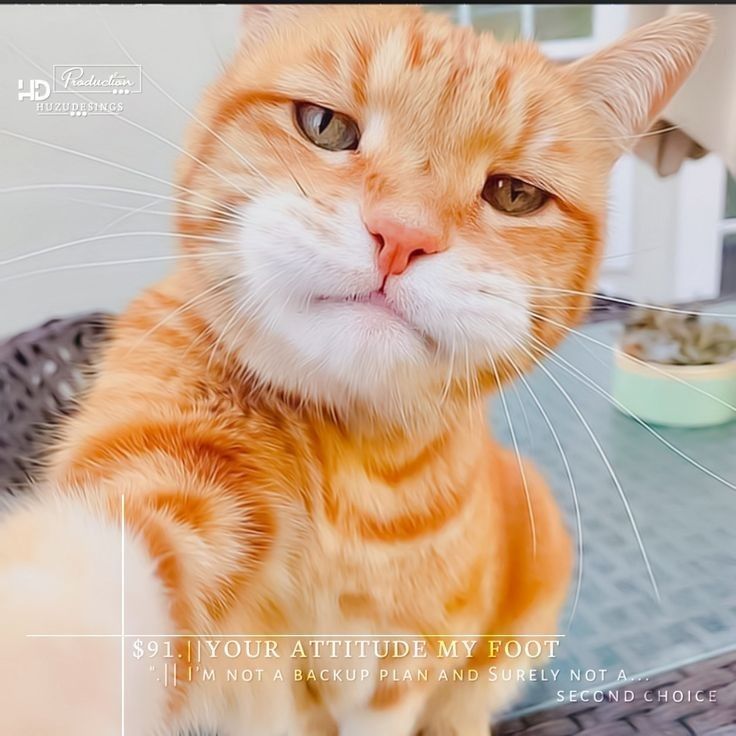 HD Production
HUZUDESINGS
$91.||YOUR ATTITUDE MY FOOT
".|| I'M NOT A BACKUP PLAN AND SURELY NOT A...
SECOND CHOICE